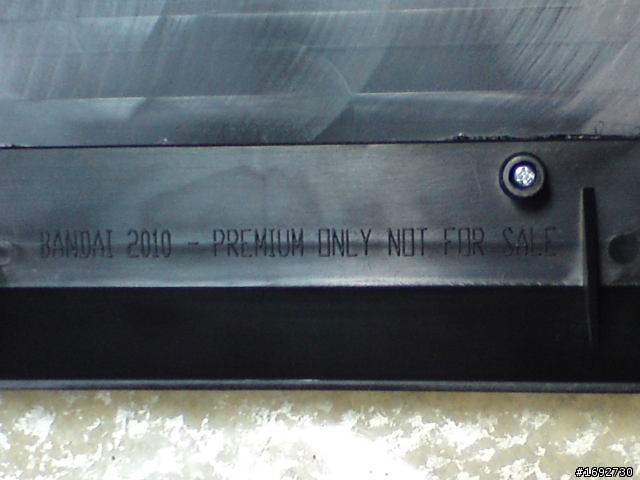 BANDAI 2010 - PREMIUM ONLY NOT FOR SALE
#1692730